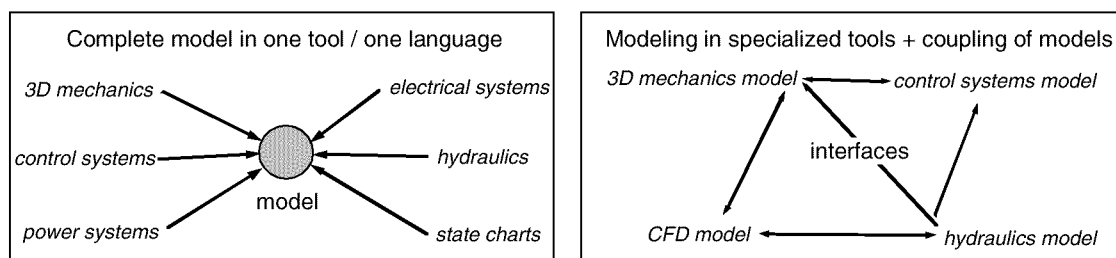 Complete model in one tool / one language
3D mechanics
electrical systems
control systems
hydraulics
model
power systems
state charts
Modeling in specialized tools + coupling of models
3D mechanics model
control systems model
interfaces
CFD model
hydraulics model